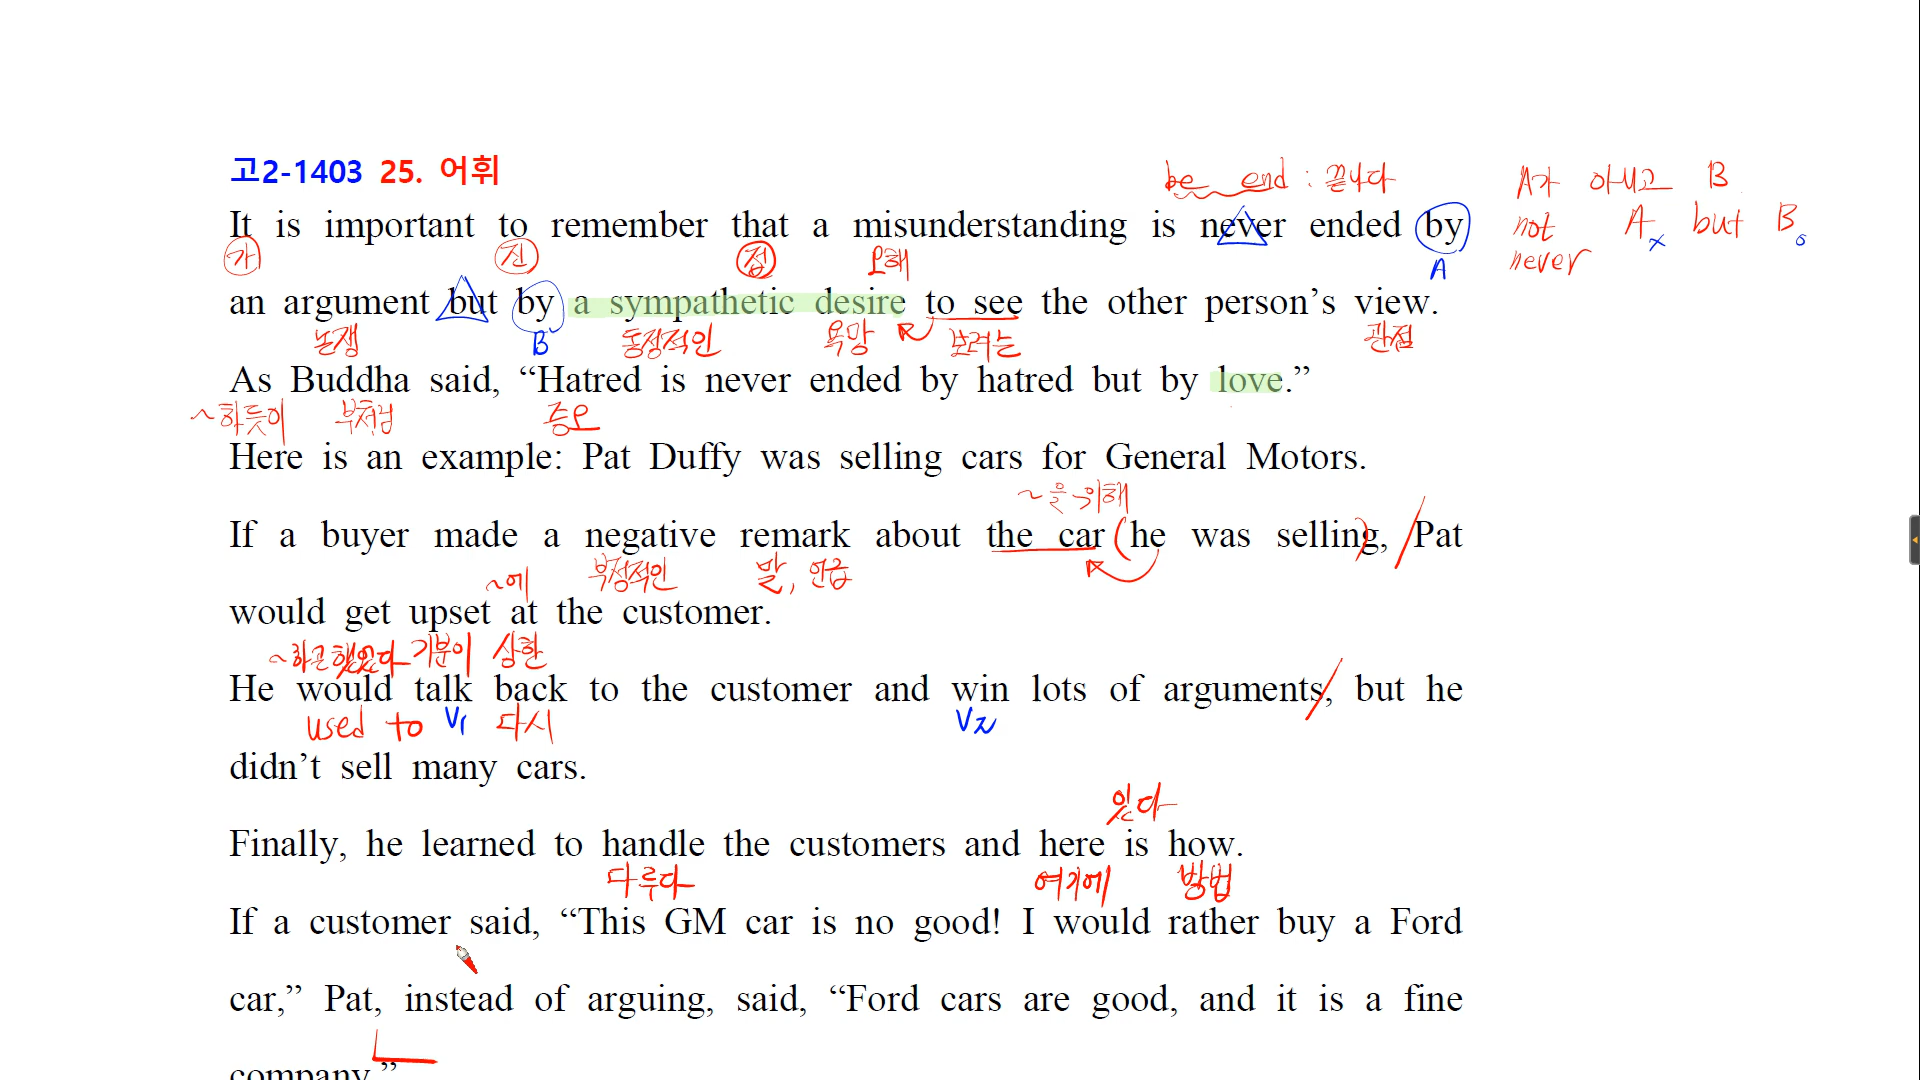 고2-1403 25. 어휘
be end : 끝나다 A가 아니고 B
It is important to remember that a misunderstanding is never ended by not A but B
가 진 접 오해 A never
an argument but by a sympathetic desire to see the other person’s view.
논쟁 B 동정적인 욕망 보려는 관점
As Buddha said, “Hatred is never ended by hatred but by love.”
~하듯이 부처님 증오
Here is an example: Pat Duffy was selling cars for General Motors.
~을 위해
If a buyer made a negative remark about the car (he was selling), / Pat
~에 부정적인 말, 언급
would get upset at the customer.
~하곤 했었다 기분이 상한
He would talk back to the customer and win lots of arguments, / but he
used to V1 다시 V2
didn’t sell many cars.
있다
Finally, he learned to handle the customers and here is how.
다루다 여기에 방법
If a customer said, “This GM car is no good! I would rather buy a Ford
car,” Pat, instead of arguing, said, “Ford cars are good, and it is a fine
company.”